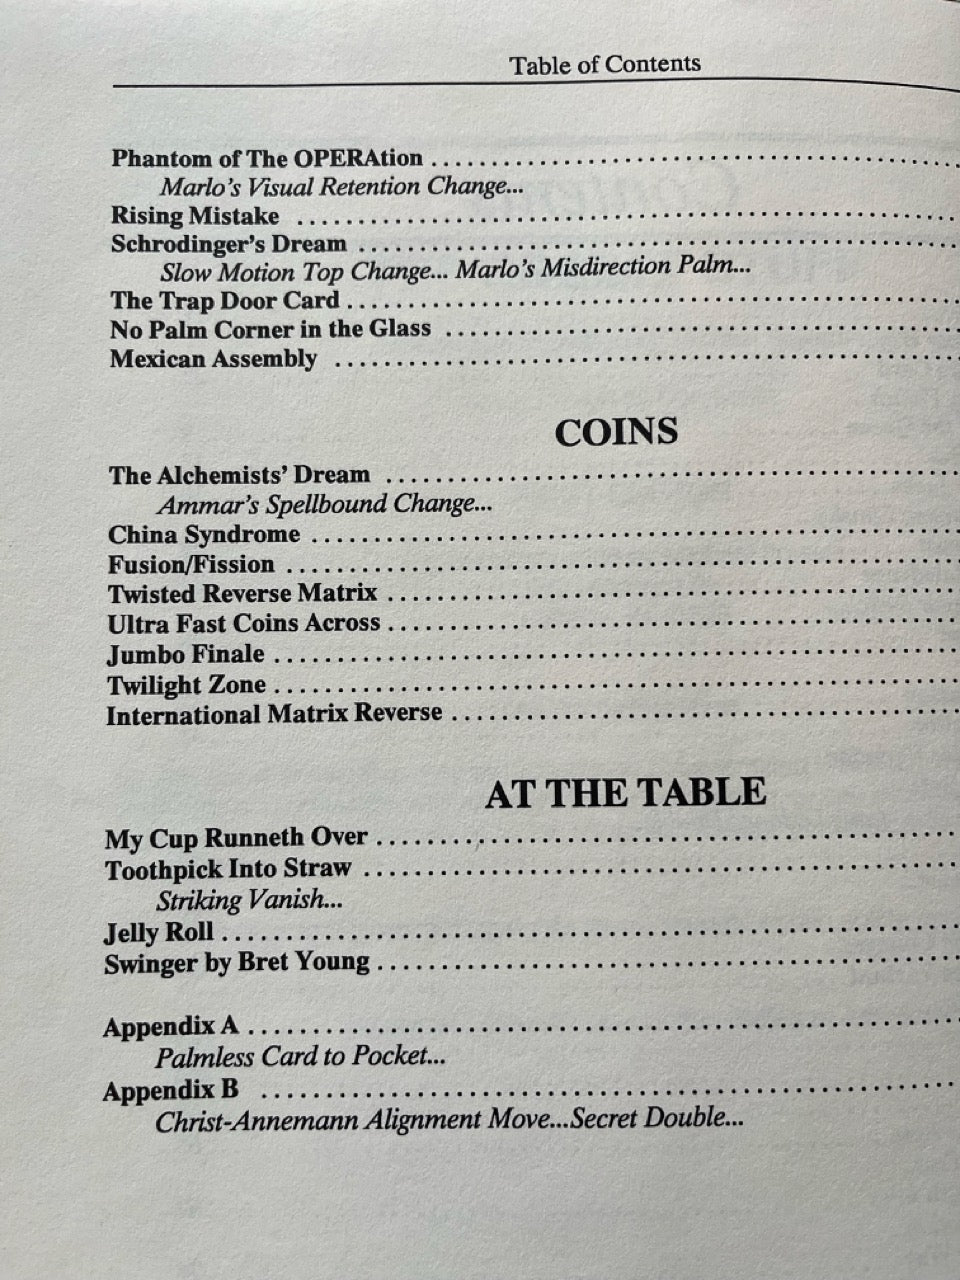 Table of Contents
Phantom of The OPERAtion ........................................
Marlo's Visual Retention Change...
Rising Mistake ........................................
Schrodinger's Dream ........................................
Slow Motion Top Change... Marlo's Misdirection Palm...
The Trap Door Card ........................................
No Palm Corner in the Glass ........................................
Mexican Assembly ........................................
COINS
The Alchemists' Dream ........................................
Ammar's Spellbound Change...
China Syndrome ........................................
Fusion/Fission ........................................
Twisted Reverse Matrix ........................................
Ultra Fast Coins Across ........................................
Jumbo Finale ........................................
Twilight Zone ........................................
International Matrix Reverse ........................................
AT THE TABLE
My Cup Runneth Over ........................................
Toothpick Into Straw ........................................
Striking Vanish...
Jelly Roll ........................................
Swinger by Bret Young ........................................
Appendix A ........................................
Palmless Card to Pocket...
Appendix B ........................................
Christ-Annemann Alignment Move...Secret Double...